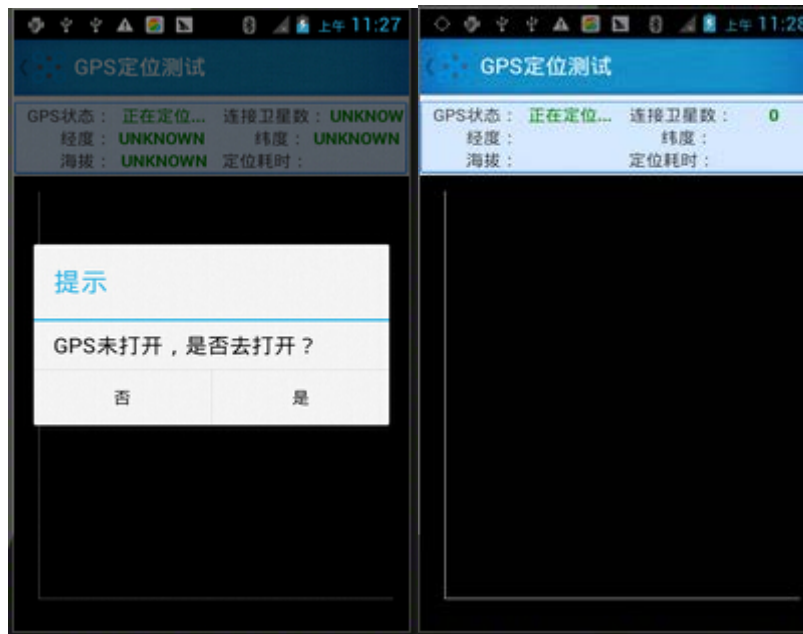 上午 11:27
GPS定位测试
GPS状态： 正在定位... 连接卫星数：UNKNOW
经度： UNKNOWN 纬度： UNKNOWN
海拔： UNKNOWN 定位耗时：
提示
GPS未打开，是否去打开？
否 是
上午 11:28
GPS定位测试
GPS状态： 正在定位... 连接卫星数： 0
经度： 纬度：
海拔： 定位耗时：